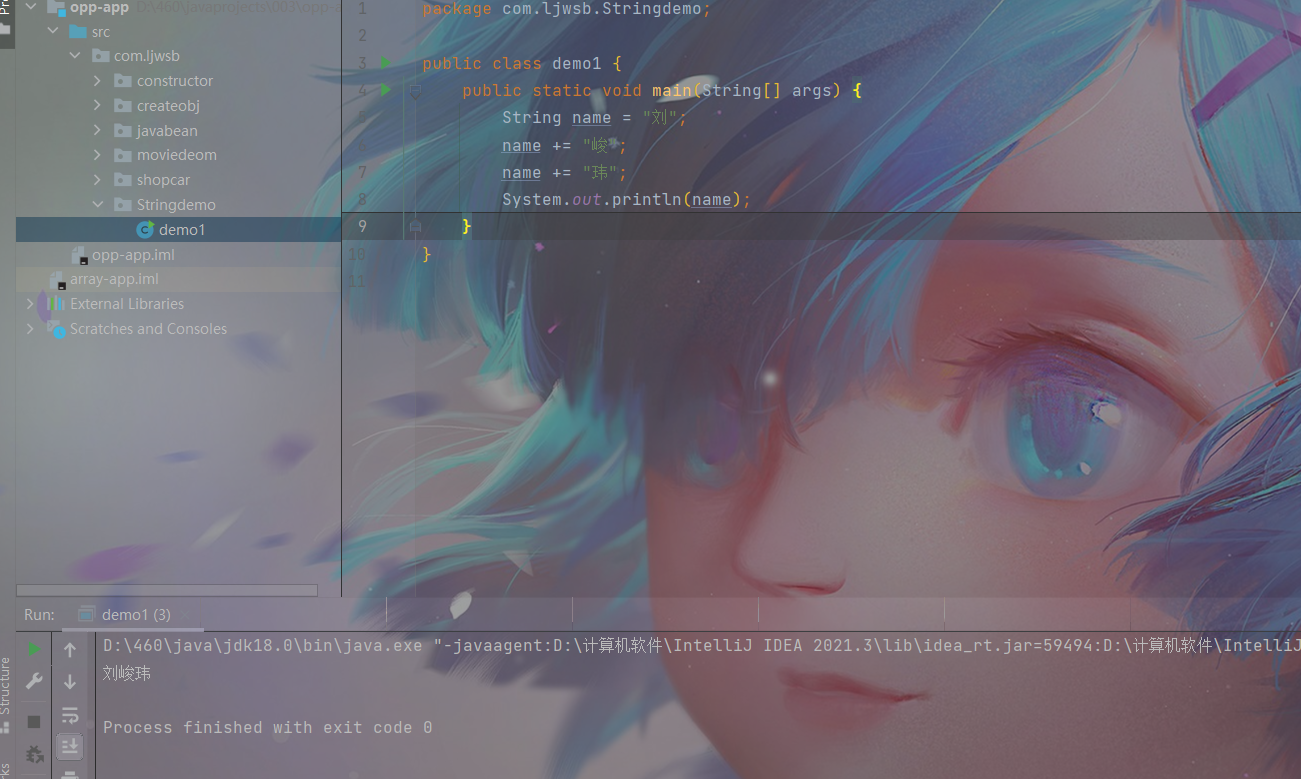 opp-app D:\460\javaprojects\003\opp-a
src
com.ljwsb
constructor
createobj
javabean
moviedeom
shopcar
Stringdemo
demo1
opp-app.iml
array-app.iml
External Libraries
Scratches and Consoles
1 package com.ljwsb.Stringdemo;
2
3 public class demo1 {
4 public static void main(String[] args) {
5 String name = "刘";
6 name += "峻";
7 name += "玮";
8 System.out.println(name);
9 }
10 }
11
Run: demo1 (3)
D:\460\java\jdk18.0\bin\java.exe "-javaagent:D:\计算机软件\IntelliJ IDEA 2021.3\lib\idea_rt.jar=59494:D:\计算机软件\IntelliJ
刘峻玮
Process finished with exit code 0
Structure